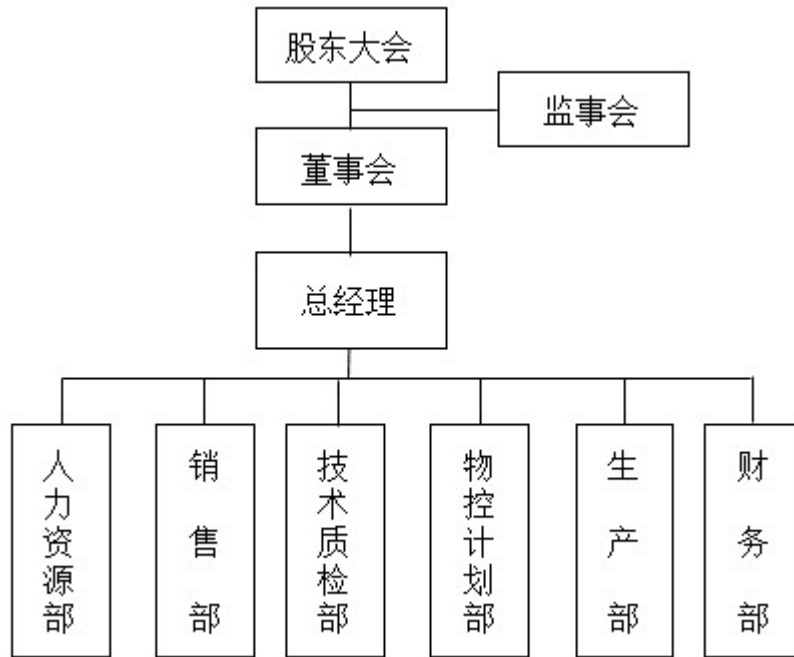 股东大会
监事会
董事会
总经理
人力资源部
销售部
技术质检部
物控计划部
生产部
财务部